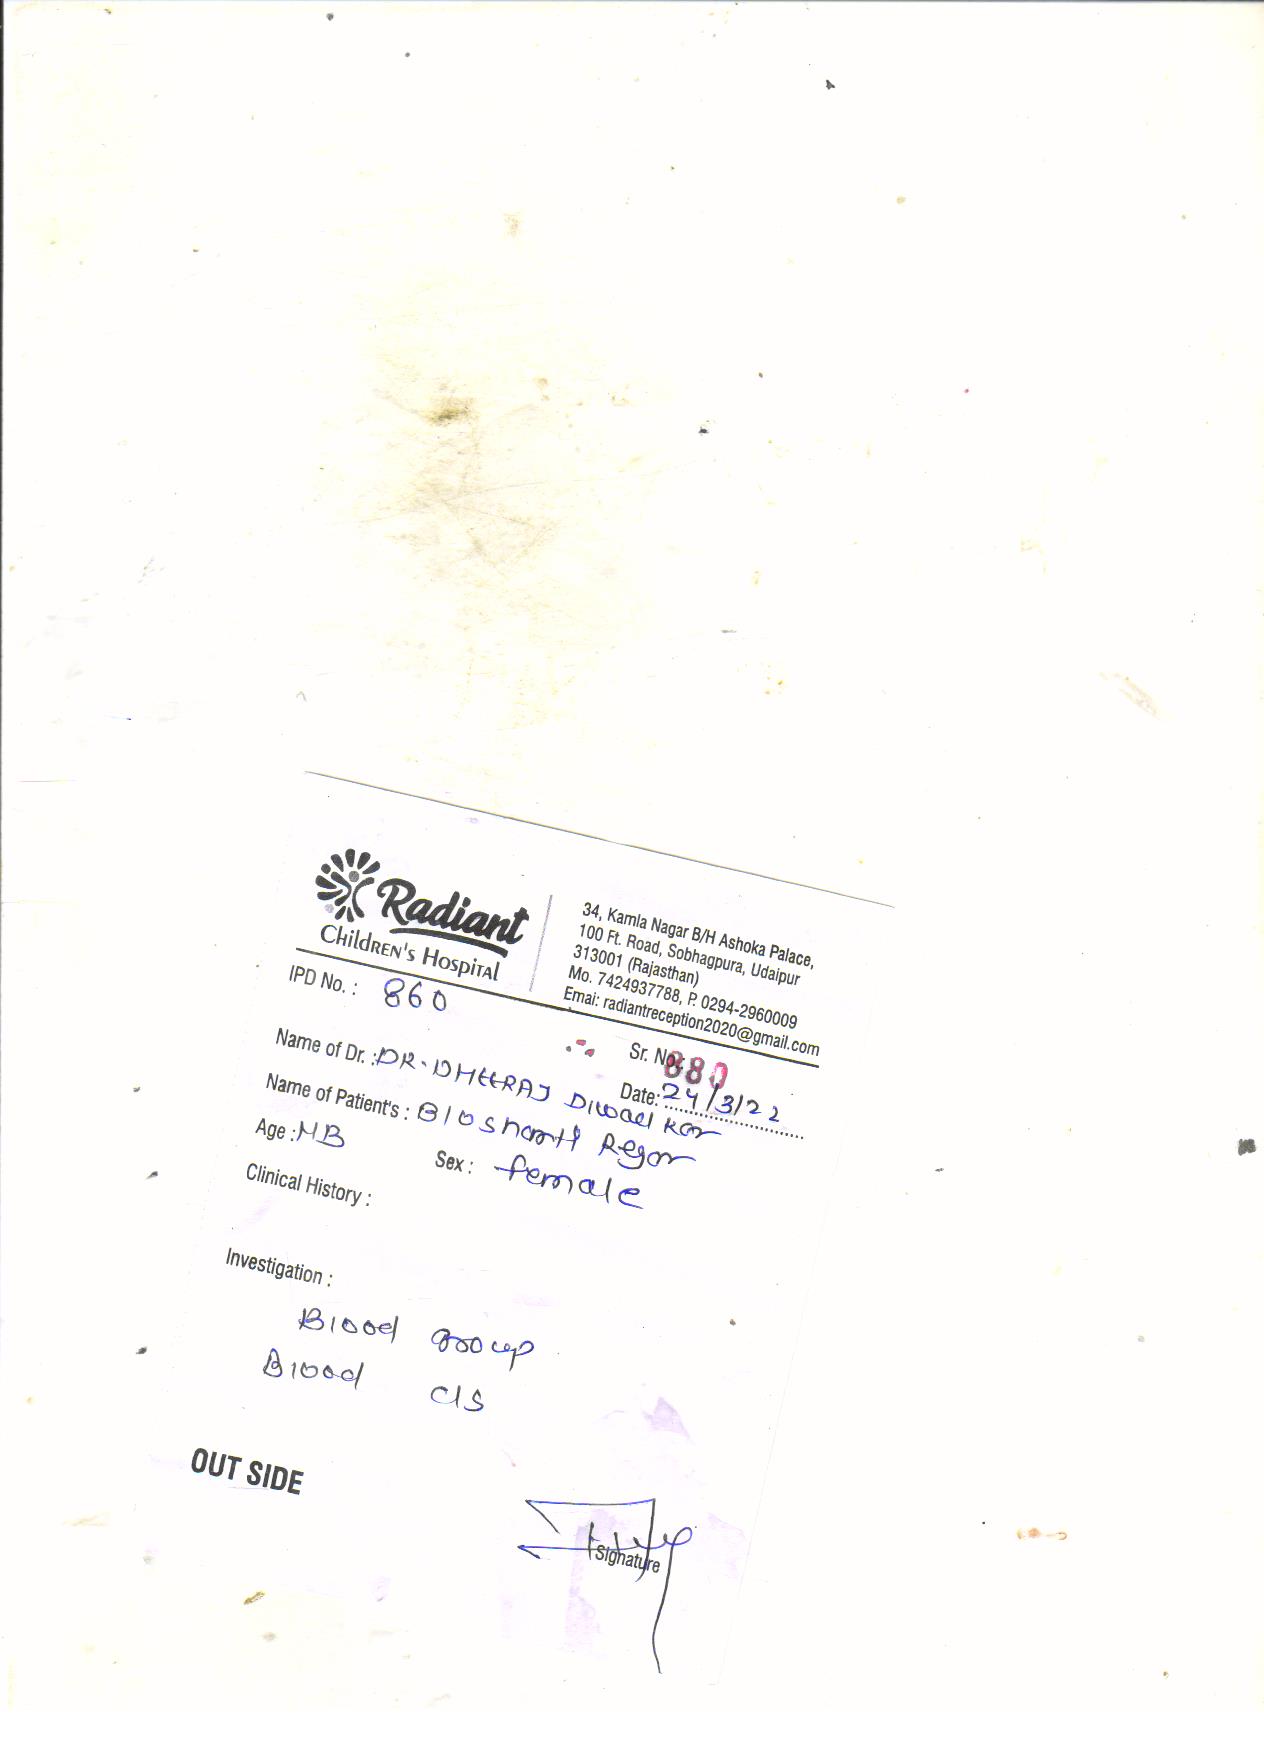 Radiant
Children's Hospital
34, Kamla Nagar B/H Ashoka Palace,
100 Ft. Road, Sobhagpura, Udaipur
313001 (Rajasthan)
Mo. 7424937788, P. 0294-2960009
Emai: radiantreception2020@gmail.com
IPD No. : 860
Sr. No.: 880
Name of Dr. : DR. DHEERAJ Diwakar
Date: 24/3/22
Name of Patient's : B/o Shanti Regar
Age : NB
Sex : female
Clinical History :
Investigation :
Blood group
Blood C/S
OUT SIDE
Signature